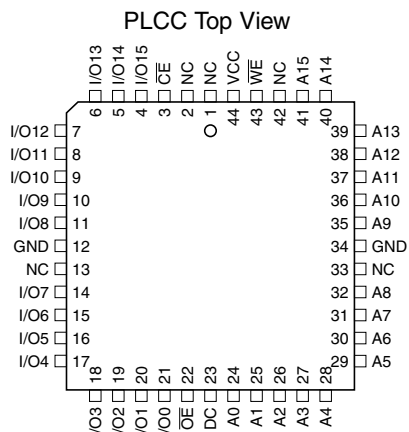 PLCC Top View
I/O13
I/O14
I/O15
C̅E̅
NC
NC
VCC
W̅E̅
NC
A15
A14
6
5
4
3
2
1
44
43
42
41
40
I/O12 7
I/O11 8
I/O10 9
I/O9 10
I/O8 11
GND 12
NC 13
I/O7 14
I/O6 15
I/O5 16
I/O4 17
39 A13
38 A12
37 A11
36 A10
35 A9
34 GND
33 NC
32 A8
31 A7
30 A6
29 A5
18
19
20
21
22
23
24
25
26
27
28
/O3
/O2
/O1
/O0
O̅E̅
DC
A0
A1
A2
A3
A4